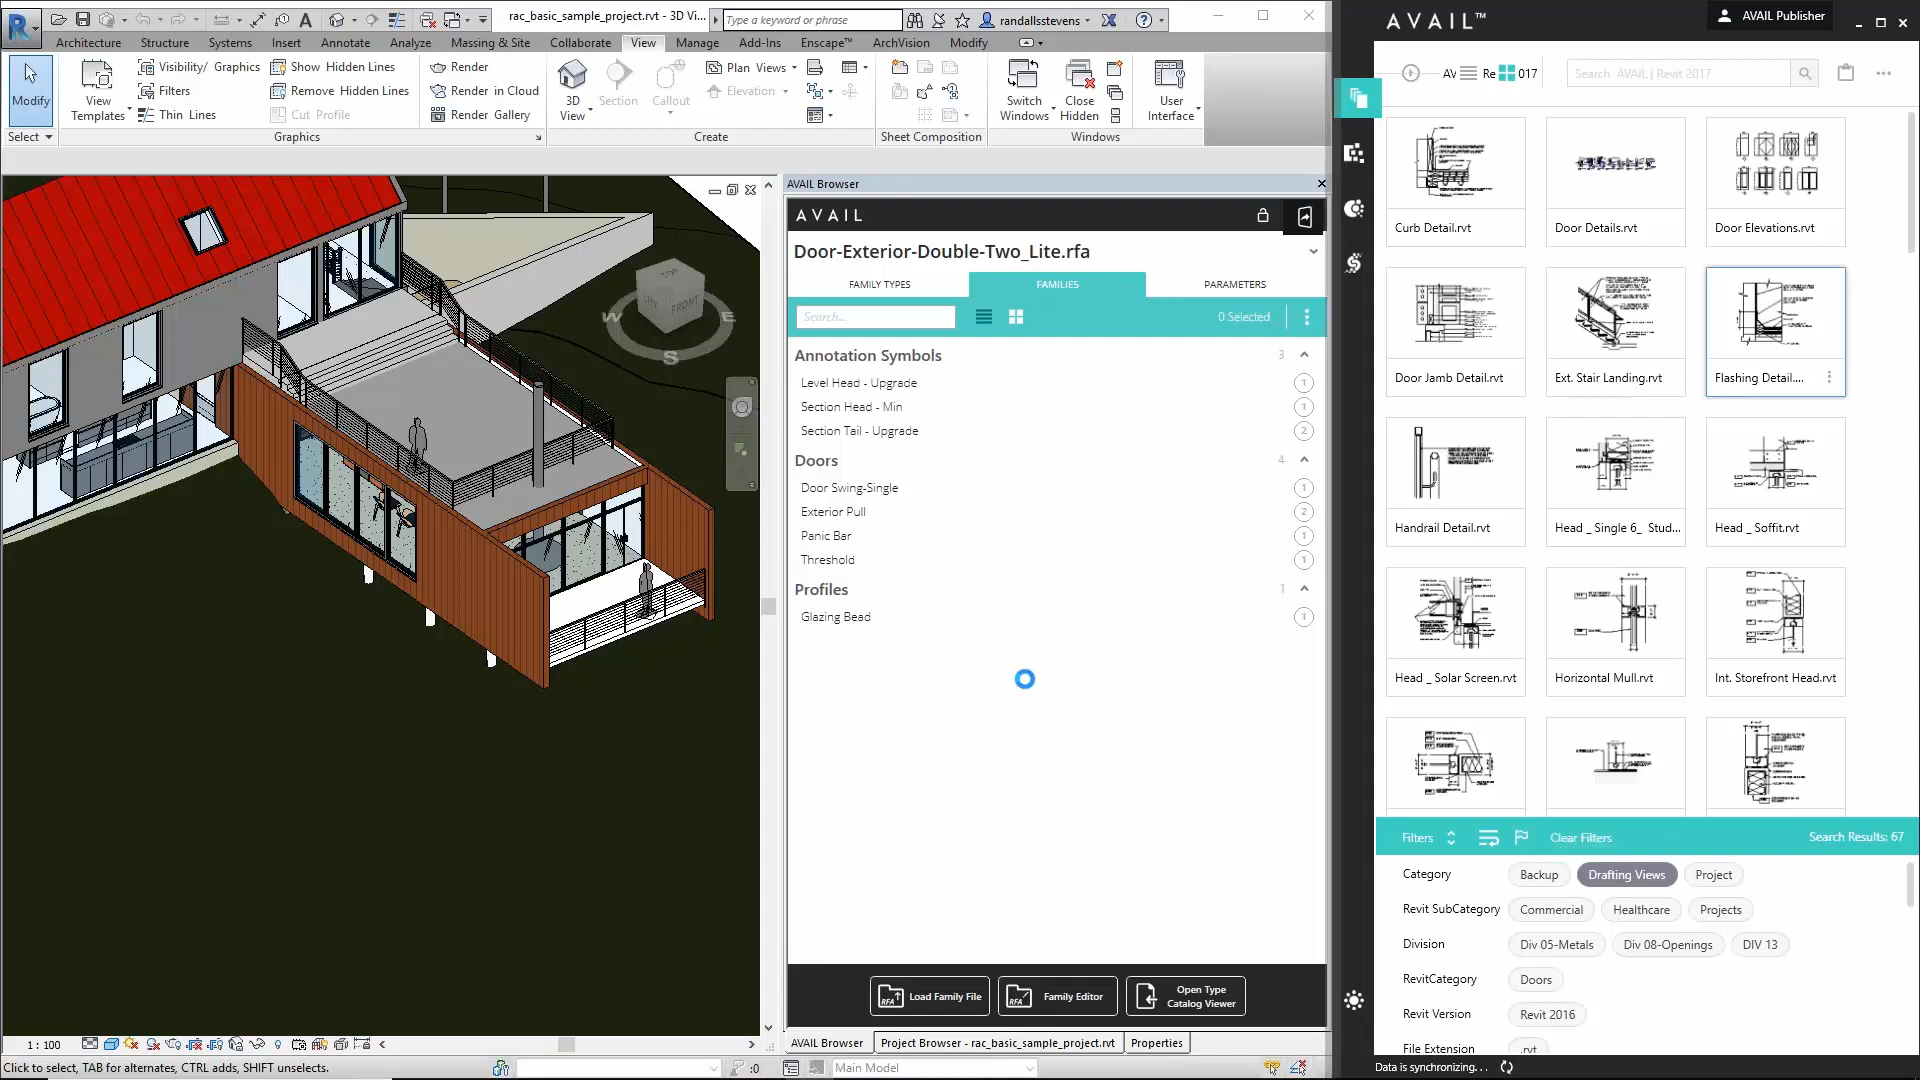 rac_basic_sample_project.rvt - 3D Vi...
Type a keyword or phrase
randallsstevens
AVAIL™
AVAIL Publisher
Architecture
Structure
Systems
Insert
Annotate
Analyze
Massing & Site
Collaborate
View
Manage
Add-Ins
Enscape™
ArchVision
Modify
Modify
View
Templates
Visibility/ Graphics
Filters
Thin Lines
Show Hidden Lines
Remove Hidden Lines
Cut Profile
Render
Render in Cloud
Render Gallery
3D
View
Section
Callout
Plan Views
Elevation
Switch
Windows
Close
Hidden
User
Interface
Select
Graphics
Create
Sheet Composition
Windows
AV
Re
017
Search AVAIL | Revit 2017
AVAIL Browser
AVAIL
Door-Exterior-Double-Two_Lite.rfa
FAMILY TYPES
FAMILIES
PARAMETERS
Search...
0 Selected
Annotation Symbols 3
Level Head - Upgrade 1
Section Head - Min 1
Section Tail - Upgrade 2
Doors 4
Door Swing-Single 1
Exterior Pull 2
Panic Bar 1
Threshold 1
Profiles 1
Glazing Bead 1
Load Family File
Family Editor
Open Type
Catalog Viewer
AVAIL Browser
Project Browser - rac_basic_sample_project.rvt
Properties
TOP
FRONT
W
E
S
Curb Detail.rvt
Door Details.rvt
Door Elevations.rvt
Door Jamb Detail.rvt
Ext. Stair Landing.rvt
Flashing Detail....
Handrail Detail.rvt
Head _ Single 6_ Stud...
Head _ Soffit.rvt
Head _ Solar Screen.rvt
Horizontal Mull.rvt
Int. Storefront Head.rvt
Filters
Clear Filters
Search Results: 67
Category
Backup
Drafting Views
Project
Revit SubCategory
Commercial
Healthcare
Projects
Division
Div 05-Metals
Div 08-Openings
DIV 13
RevitCategory
Doors
Revit Version
Revit 2016
File Extension
.rvt
1 : 100
Click to select, TAB for alternates, CTRL adds, SHIFT unselects.
:0
Main Model
Data is synchronizing...